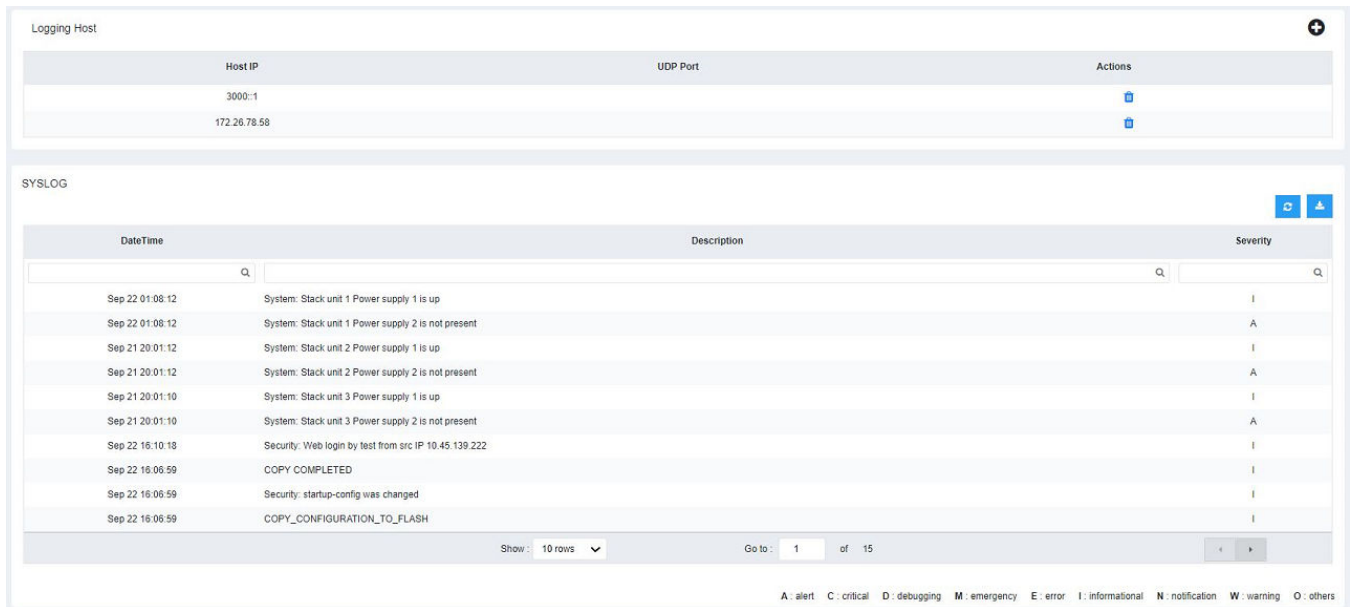 Logging Host
Host IP UDP Port Actions
3000::1
172.26.78.58
SYSLOG
DateTime Description Severity
Sep 22 01:08:12 System: Stack unit 1 Power supply 1 is up I
Sep 22 01:08:12 System: Stack unit 1 Power supply 2 is not present A
Sep 21 20:01:12 System: Stack unit 2 Power supply 1 is up I
Sep 21 20:01:12 System: Stack unit 2 Power supply 2 is not present A
Sep 21 20:01:10 System: Stack unit 3 Power supply 1 is up I
Sep 21 20:01:10 System: Stack unit 3 Power supply 2 is not present A
Sep 22 16:10:18 Security: Web login by test from src IP 10.45.139.222 I
Sep 22 16:06:59 COPY COMPLETED I
Sep 22 16:06:59 Security: startup-config was changed I
Sep 22 16:06:59 COPY_CONFIGURATION_TO_FLASH I
Show : 10 rows Go to : 1 of 15
A : alert C : critical D : debugging M : emergency E : error I : informational N : notification W : warning O : others